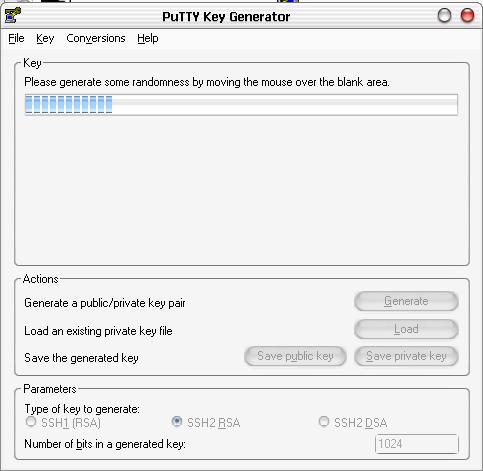 PuTTY Key Generator
File Key Conversions Help
Key
Please generate some randomness by moving the mouse over the blank area.
Actions
Generate a public/private key pair
Generate
Load an existing private key file
Load
Save the generated key
Save public key
Save private key
Parameters
Type of key to generate:
SSH1 (RSA)
SSH2 RSA
SSH2 DSA
Number of bits in a generated key:
1024